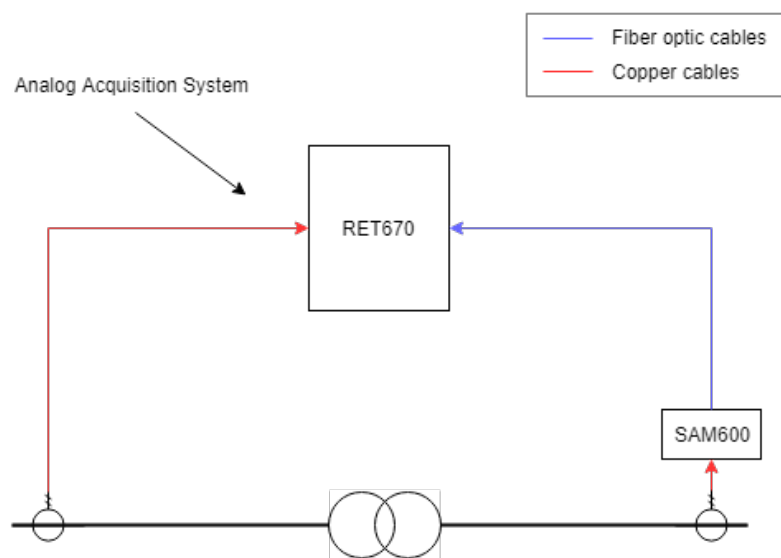 Fiber optic cables
Copper cables
Analog Acquisition System
RET670
SAM600